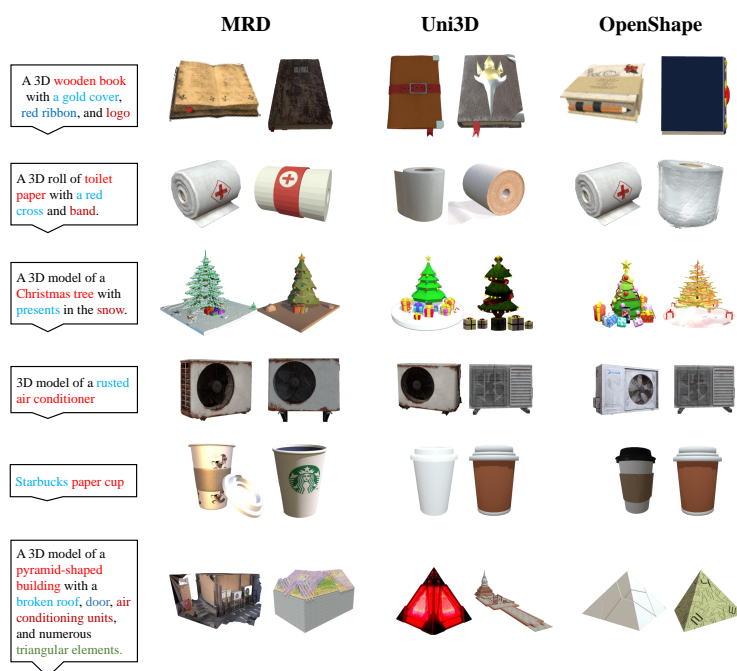 MRD Uni3D OpenShape
A 3D wooden book
with a gold cover,
red ribbon, and logo
A 3D roll of toilet
paper with a red
cross and band.
A 3D model of a
Christmas tree with
presents in the snow.
3D model of a rusted
air conditioner
Starbucks paper cup
A 3D model of a
pyramid-shaped
building with a
broken roof, door, air
conditioning units,
and numerous
triangular elements.